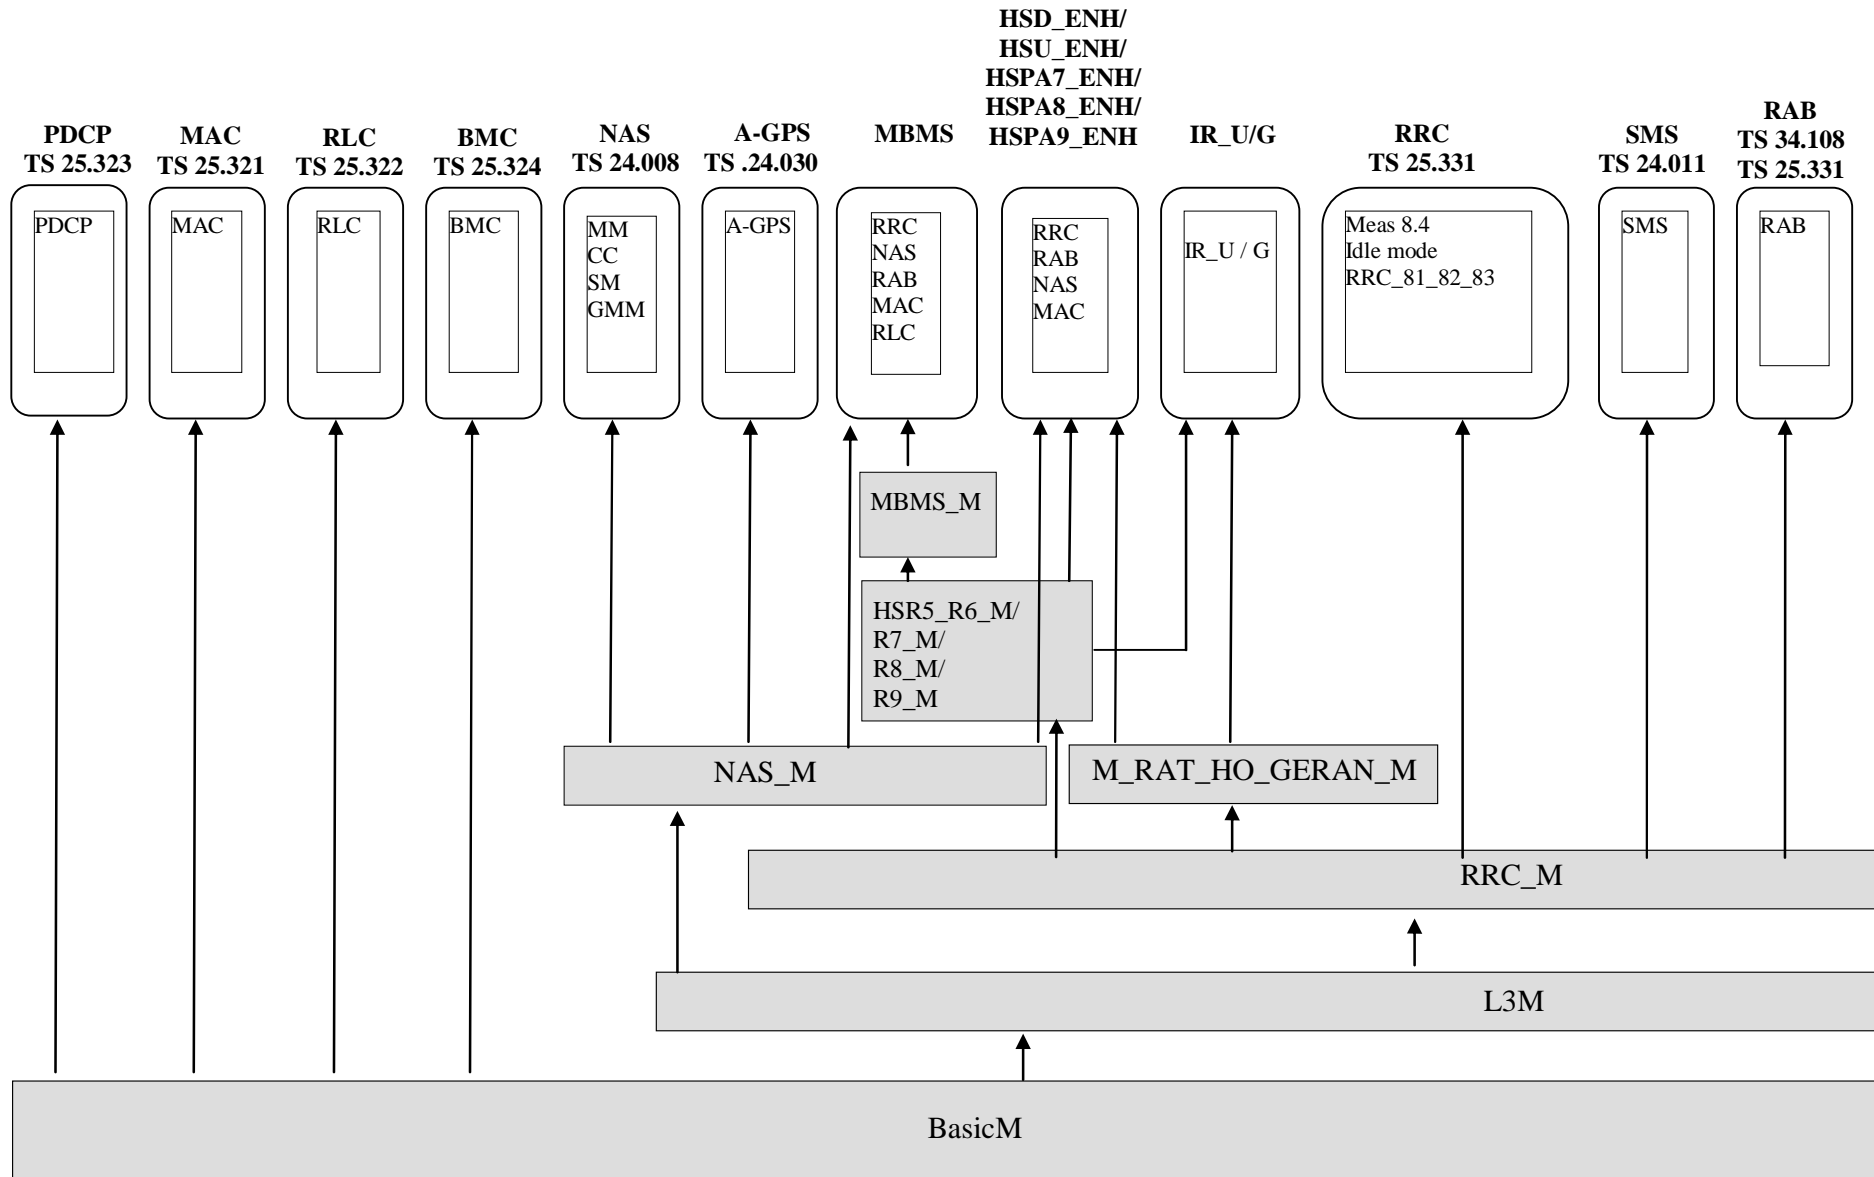 HSD_ENH/
HSU_ENH/
HSPA7_ENH/
HSPA8_ENH/
HSPA9_ENH
PDCP
TS 25.323
MAC
TS 25.321
RLC
TS 25.322
BMC
TS 25.324
NAS
TS 24.008
A-GPS
TS .24.030
MBMS
IR_U/G
RRC
TS 25.331
SMS
TS 24.011
RAB
TS 34.108
TS 25.331
PDCP
MAC
RLC
BMC
MM
CC
SM
GMM
A-GPS
RRC
NAS
RAB
MAC
RLC
RRC
RAB
NAS
MAC
IR_U / G
Meas 8.4
Idle mode
RRC_81_82_83
SMS
RAB
MBMS_M
HSR5_R6_M/
R7_M/
R8_M/
R9_M
NAS_M
M_RAT_HO_GERAN_M
RRC_M
L3M
BasicM